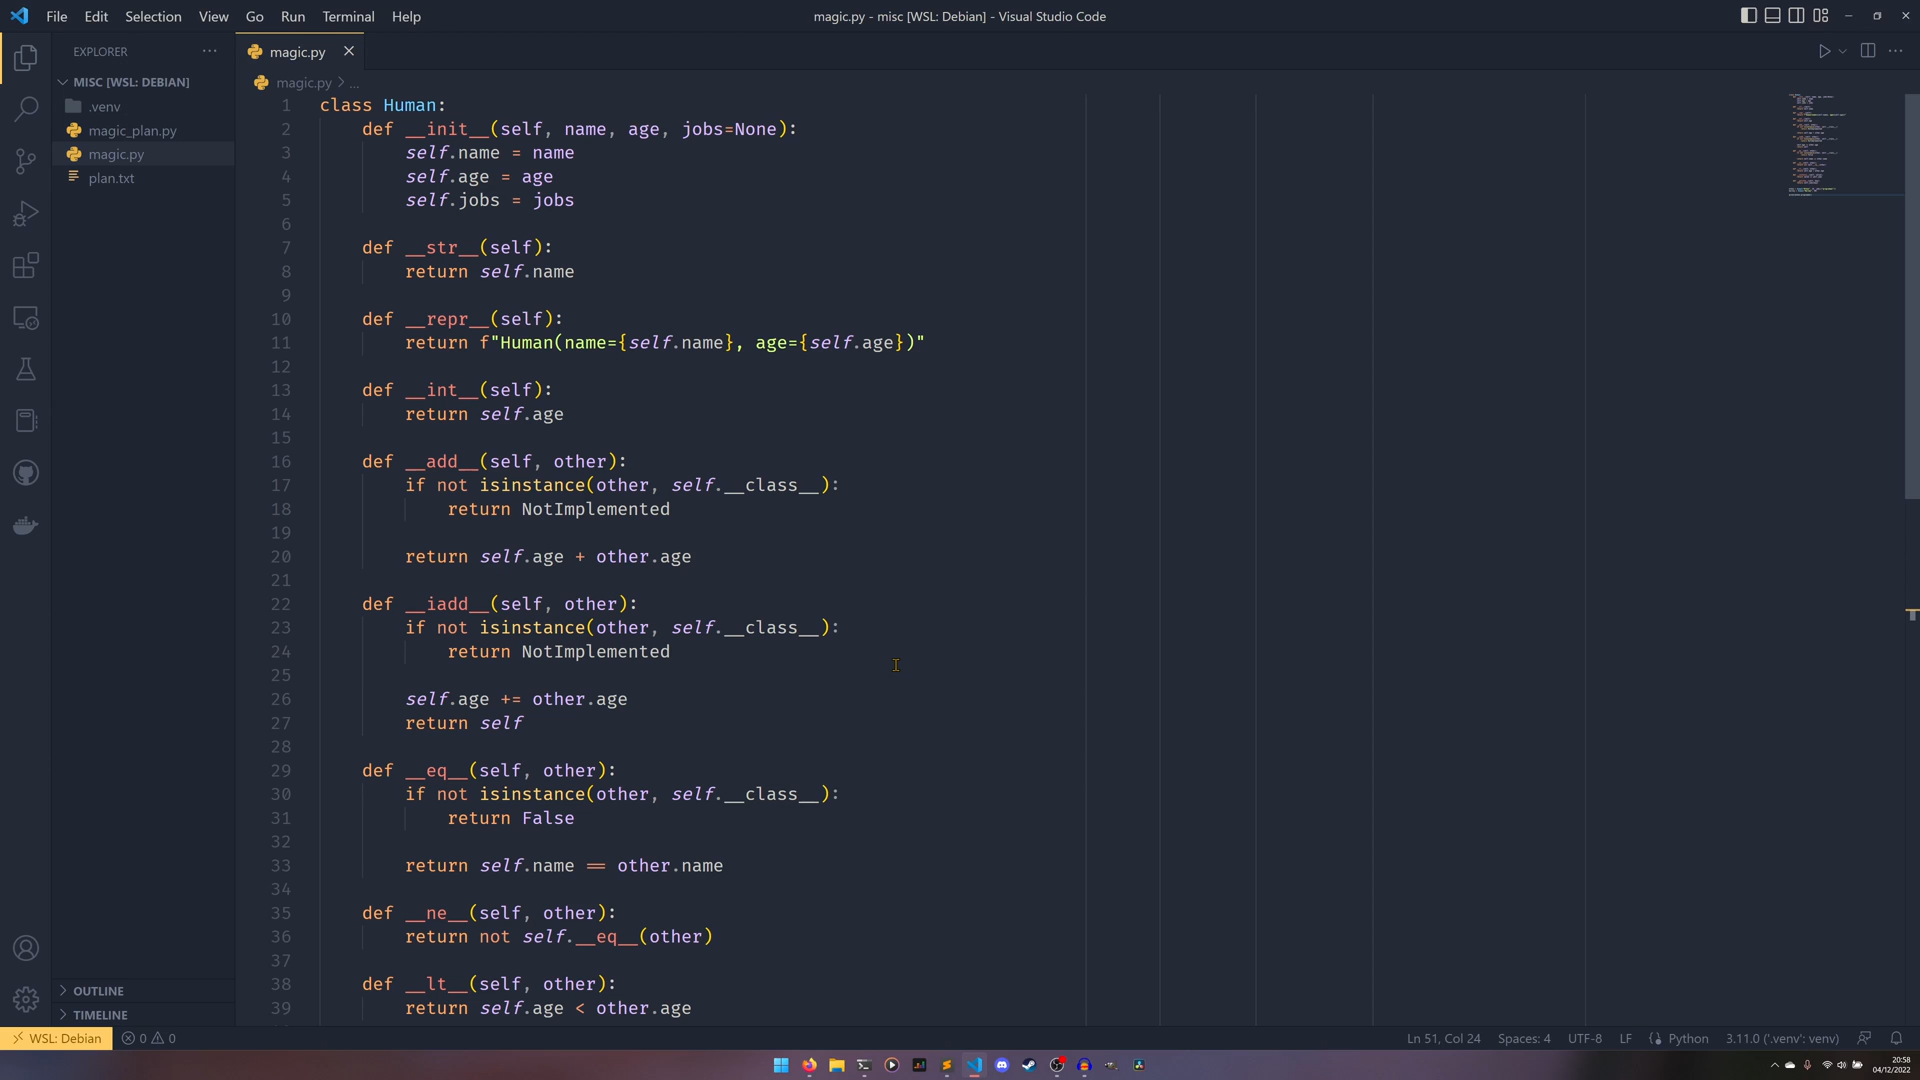 File Edit Selection View Go Run Terminal Help
magic.py - misc [WSL: Debian] - Visual Studio Code
EXPLORER
MISC [WSL: DEBIAN]
.venv
magic_plan.py
magic.py
plan.txt
OUTLINE
TIMELINE
magic.py
magic.py > ...
1 class Human:
2     def __init__(self, name, age, jobs=None):
3         self.name = name
4         self.age = age
5         self.jobs = jobs
6
7     def __str__(self):
8         return self.name
9
10     def __repr__(self):
11         return f"Human(name={self.name}, age={self.age})"
12
13     def __int__(self):
14         return self.age
15
16     def __add__(self, other):
17         if not isinstance(other, self.__class__):
18             return NotImplemented
19
20         return self.age + other.age
21
22     def __iadd__(self, other):
23         if not isinstance(other, self.__class__):
24             return NotImplemented
25
26         self.age += other.age
27         return self
28
29     def __eq__(self, other):
30         if not isinstance(other, self.__class__):
31             return False
32
33         return self.name == other.name
34
35     def __ne__(self, other):
36         return not self.__eq__(other)
37
38     def __lt__(self, other):
39         return self.age < other.age
WSL: Debian 0 0 Ln 51, Col 24 Spaces: 4 UTF-8 LF Python 3.11.0 ('.venv': venv)
20:58
04/12/2022